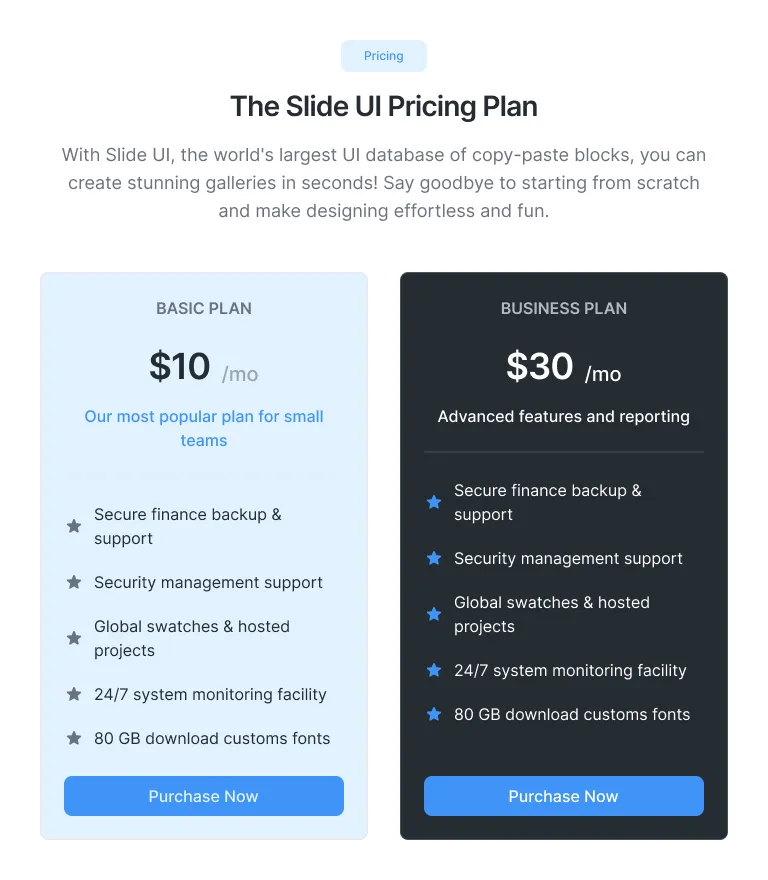 Pricing
The Slide UI Pricing Plan
With Slide UI, the world's largest UI database of copy-paste blocks, you can
create stunning galleries in seconds! Say goodbye to starting from scratch
and make designing effortless and fun.
BASIC PLAN
$10 /mo
Our most popular plan for small
teams
Secure finance backup &
support
Security management support
Global swatches & hosted
projects
24/7 system monitoring facility
80 GB download customs fonts
Purchase Now
BUSINESS PLAN
$30 /mo
Advanced features and reporting
Secure finance backup &
support
Security management support
Global swatches & hosted
projects
24/7 system monitoring facility
80 GB download customs fonts
Purchase Now